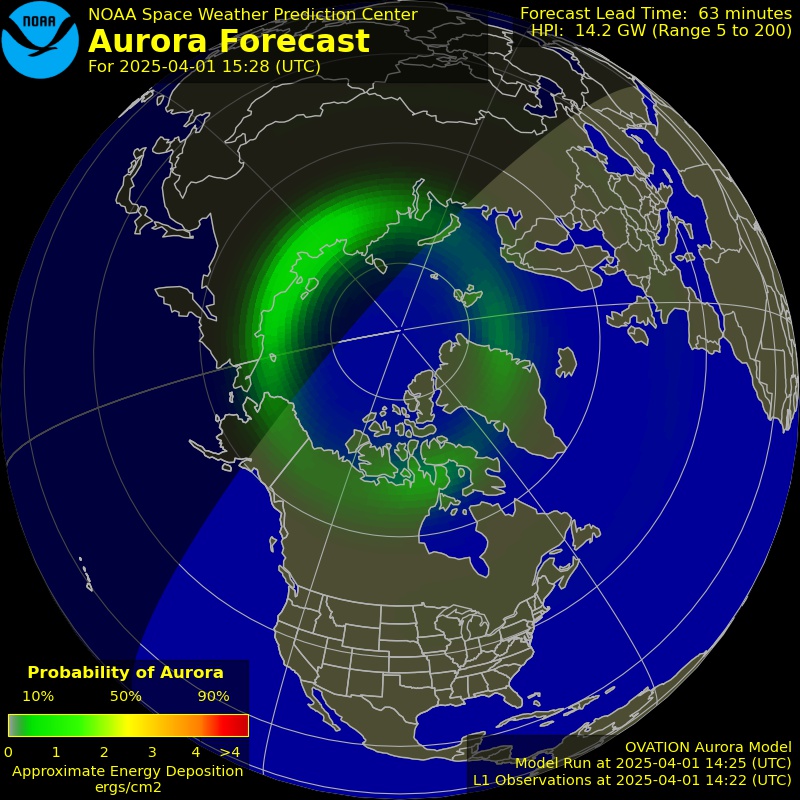 NOAA
NOAA Space Weather Prediction Center
Aurora Forecast
For 2025-04-01 15:28 (UTC)
Forecast Lead Time: 63 minutes
HPI: 14.2 GW (Range 5 to 200)
Probability of Aurora
10% 50% 90%
0 1 2 3 4 >4
Approximate Energy Deposition
ergs/cm2
OVATION Aurora Model
Model Run at 2025-04-01 14:25 (UTC)
L1 Observations at 2025-04-01 14:22 (UTC)